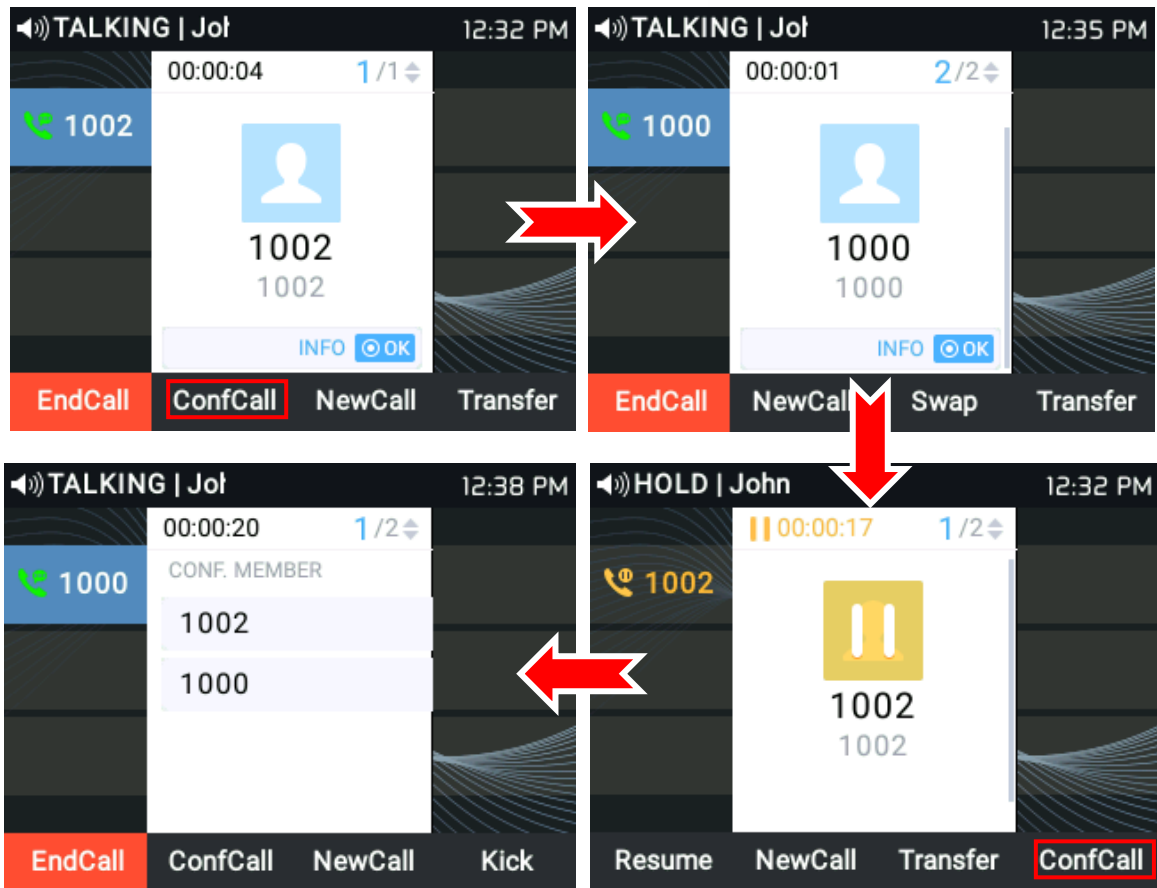 TALKING | Joh
12:32 PM
00:00:04
1/1
1002
1002
1002
INFO OK
EndCall ConfCall NewCall Transfer
TALKING | Joh
12:35 PM
00:00:01
2/2
1000
1000
1000
INFO OK
EndCall NewCall Swap Transfer
TALKING | Joh
12:38 PM
00:00:20
1/2
1000
CONF. MEMBER
1002
1000
EndCall ConfCall NewCall Kick
HOLD | John
12:32 PM
00:00:17
1/2
1002
1002
1002
Resume NewCall Transfer ConfCall